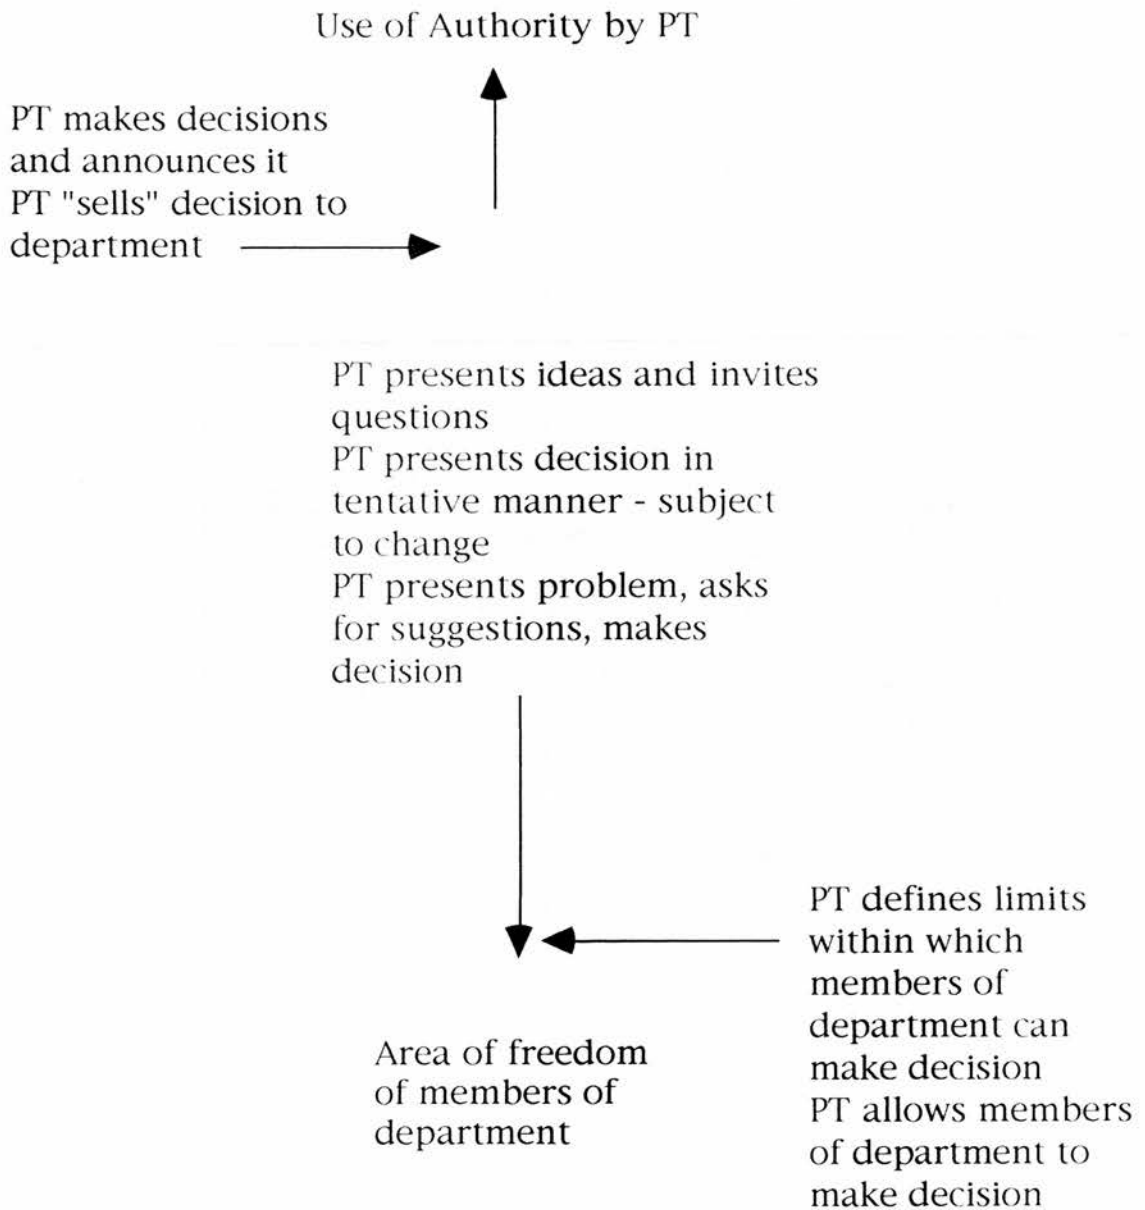 Use of Authority by PT
PT makes decisions
and announces it
PT "sells" decision to
department
PT presents ideas and invites
questions
PT presents decision in
tentative manner - subject
to change
PT presents problem, asks
for suggestions, makes
decision
PT defines limits
within which
members of
department can
make decision
PT allows members
of department to
make decision
Area of freedom
of members of
department